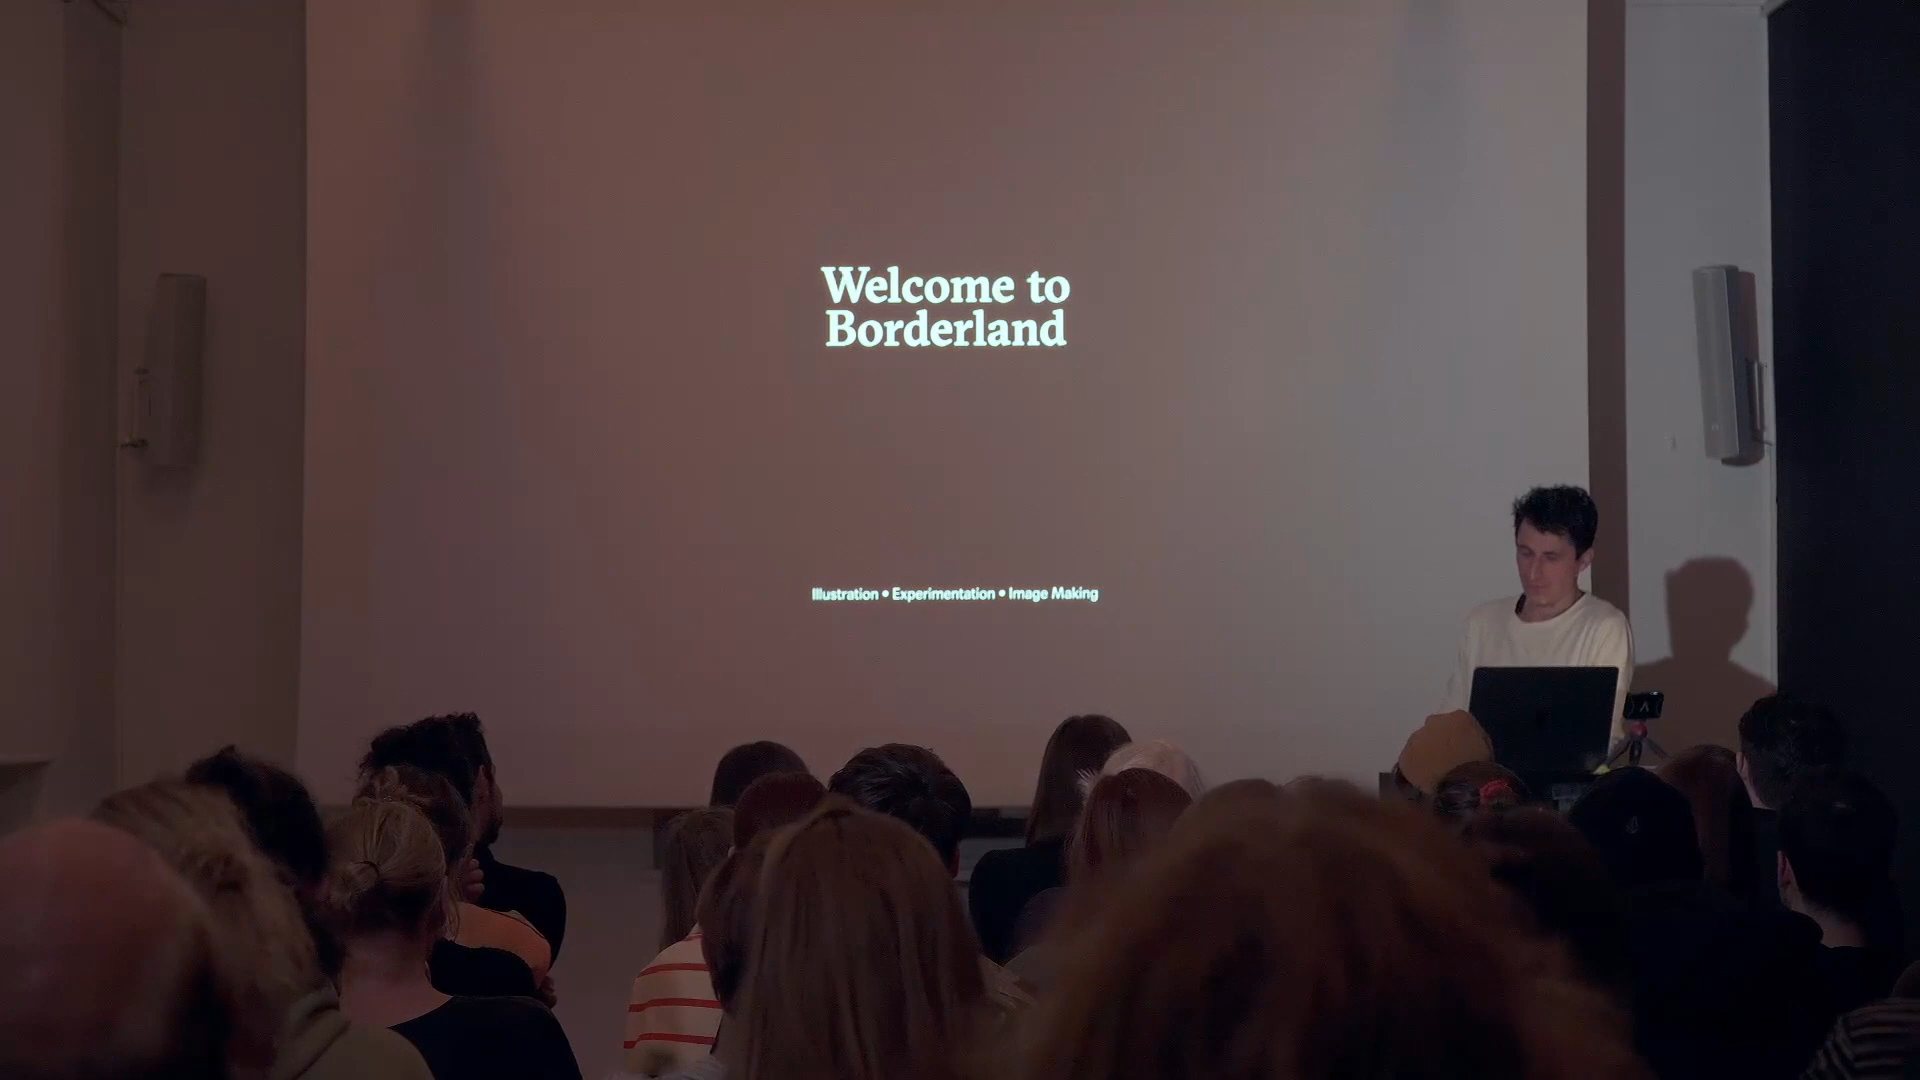 Welcome to
Borderland
Illustration • Experimentation • Image Making